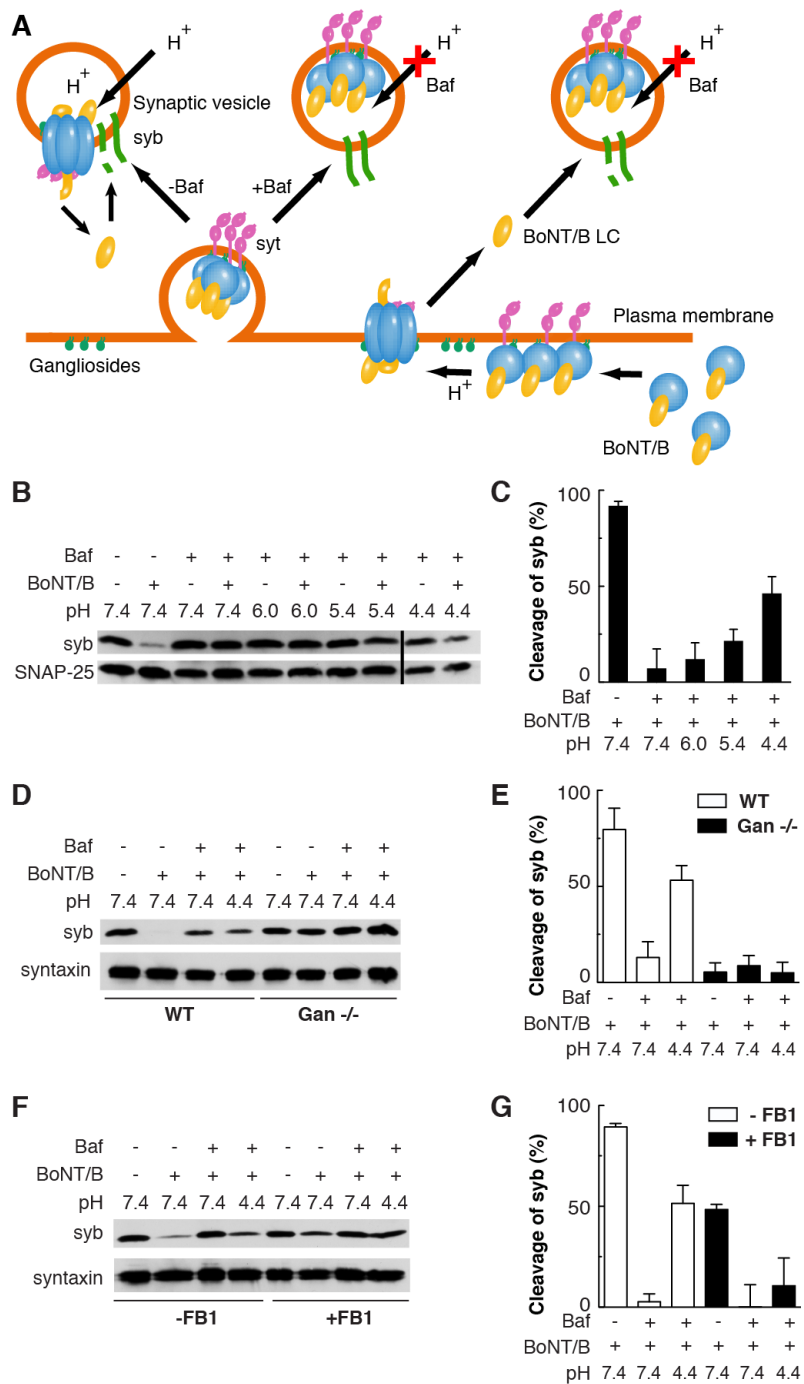 A
H+
H+
Synaptic vesicle
syb
-Baf
+Baf
syt
H+
Baf
H+
Baf
BoNT/B LC
Plasma membrane
Gangliosides
H+
BoNT/B
B
Baf - - + + + + + + + +
BoNT/B - + - + - + - + - +
pH 7.4 7.4 7.4 7.4 6.0 6.0 5.4 5.4 4.4 4.4
syb
SNAP-25
C
Cleavage of syb (%)
100
50
0
Baf - + + + +
BoNT/B + + + + +
pH 7.4 7.4 6.0 5.4 4.4
D
Baf - - + + - - + +
BoNT/B - + + + - + + +
pH 7.4 7.4 7.4 4.4 7.4 7.4 7.4 4.4
syb
syntaxin
WT Gan -/-
E
Cleavage of syb (%)
100
50
0
WT
Gan -/-
Baf - + + - + +
BoNT/B + + + + + +
pH 7.4 7.4 4.4 7.4 7.4 4.4
F
Baf - - + + - - + +
BoNT/B - + + + - + + +
pH 7.4 7.4 7.4 4.4 7.4 7.4 7.4 4.4
syb
syntaxin
-FB1 +FB1
G
Cleavage of syb (%)
100
50
0
- FB1
+ FB1
Baf - + + - + +
BoNT/B + + + + + +
pH 7.4 7.4 4.4 7.4 7.4 4.4